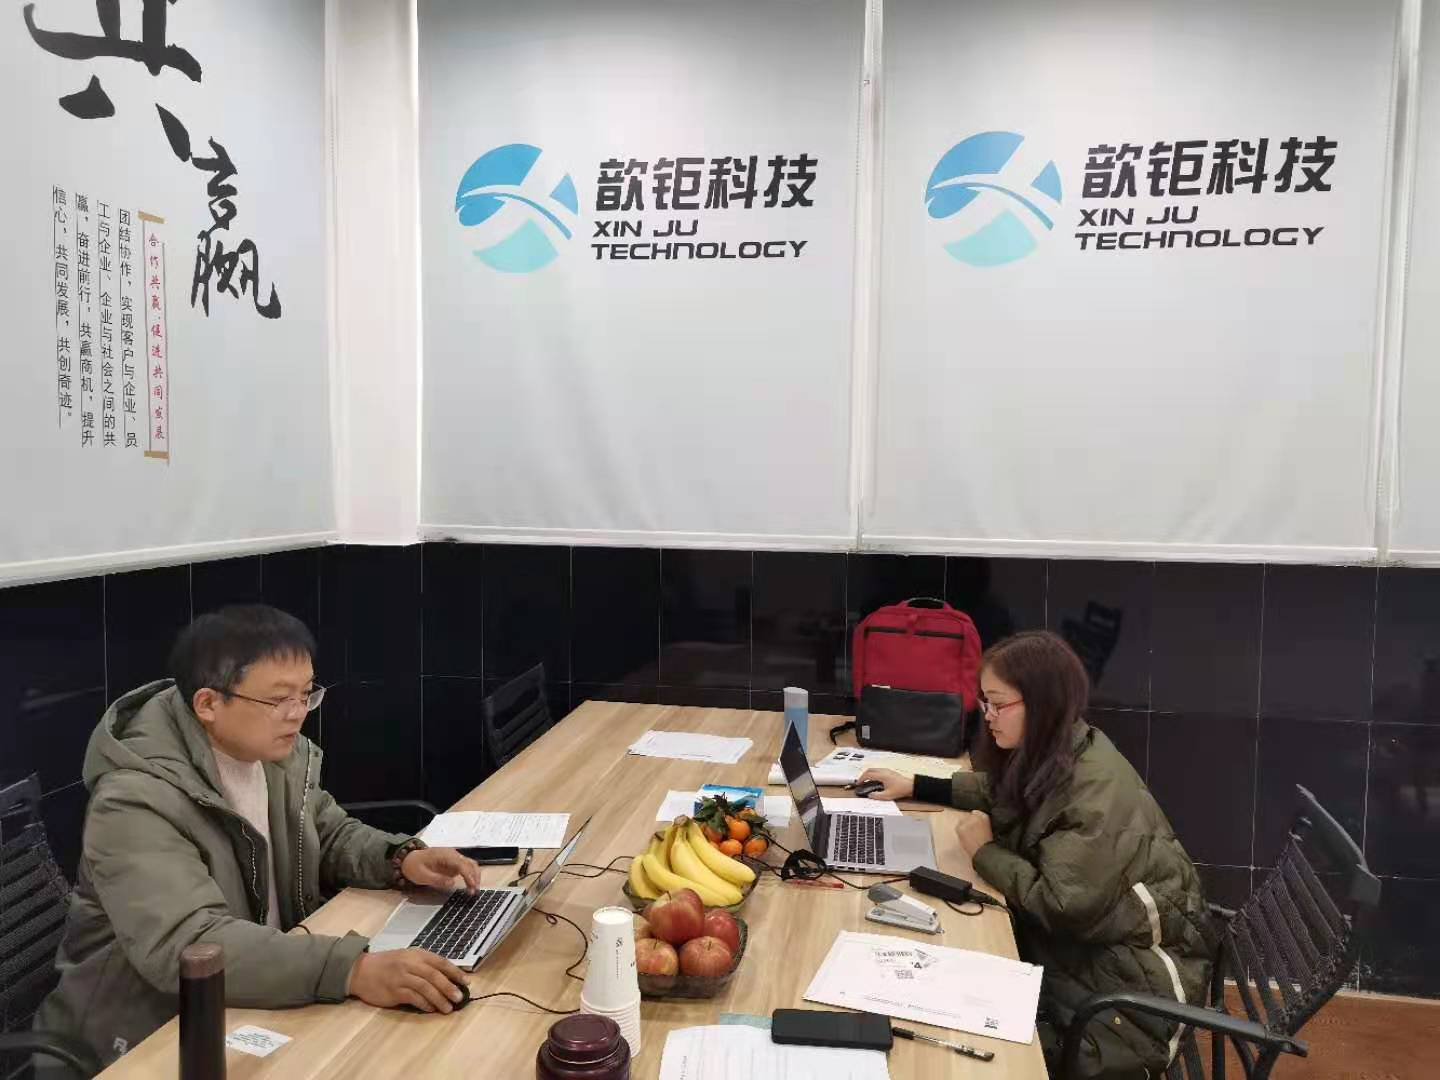 共赢
合作共赢·促进共同发展
团结协作，实现客户与企业、员
工与企业、企业与社会之间的共
赢，奋进前行，共赢商机，提升
信心，共同发展，共创奇迹。
歆钜科技
XIN JU
TECHNOLOGY
歆钜科技
XIN JU
TECHNOLOGY